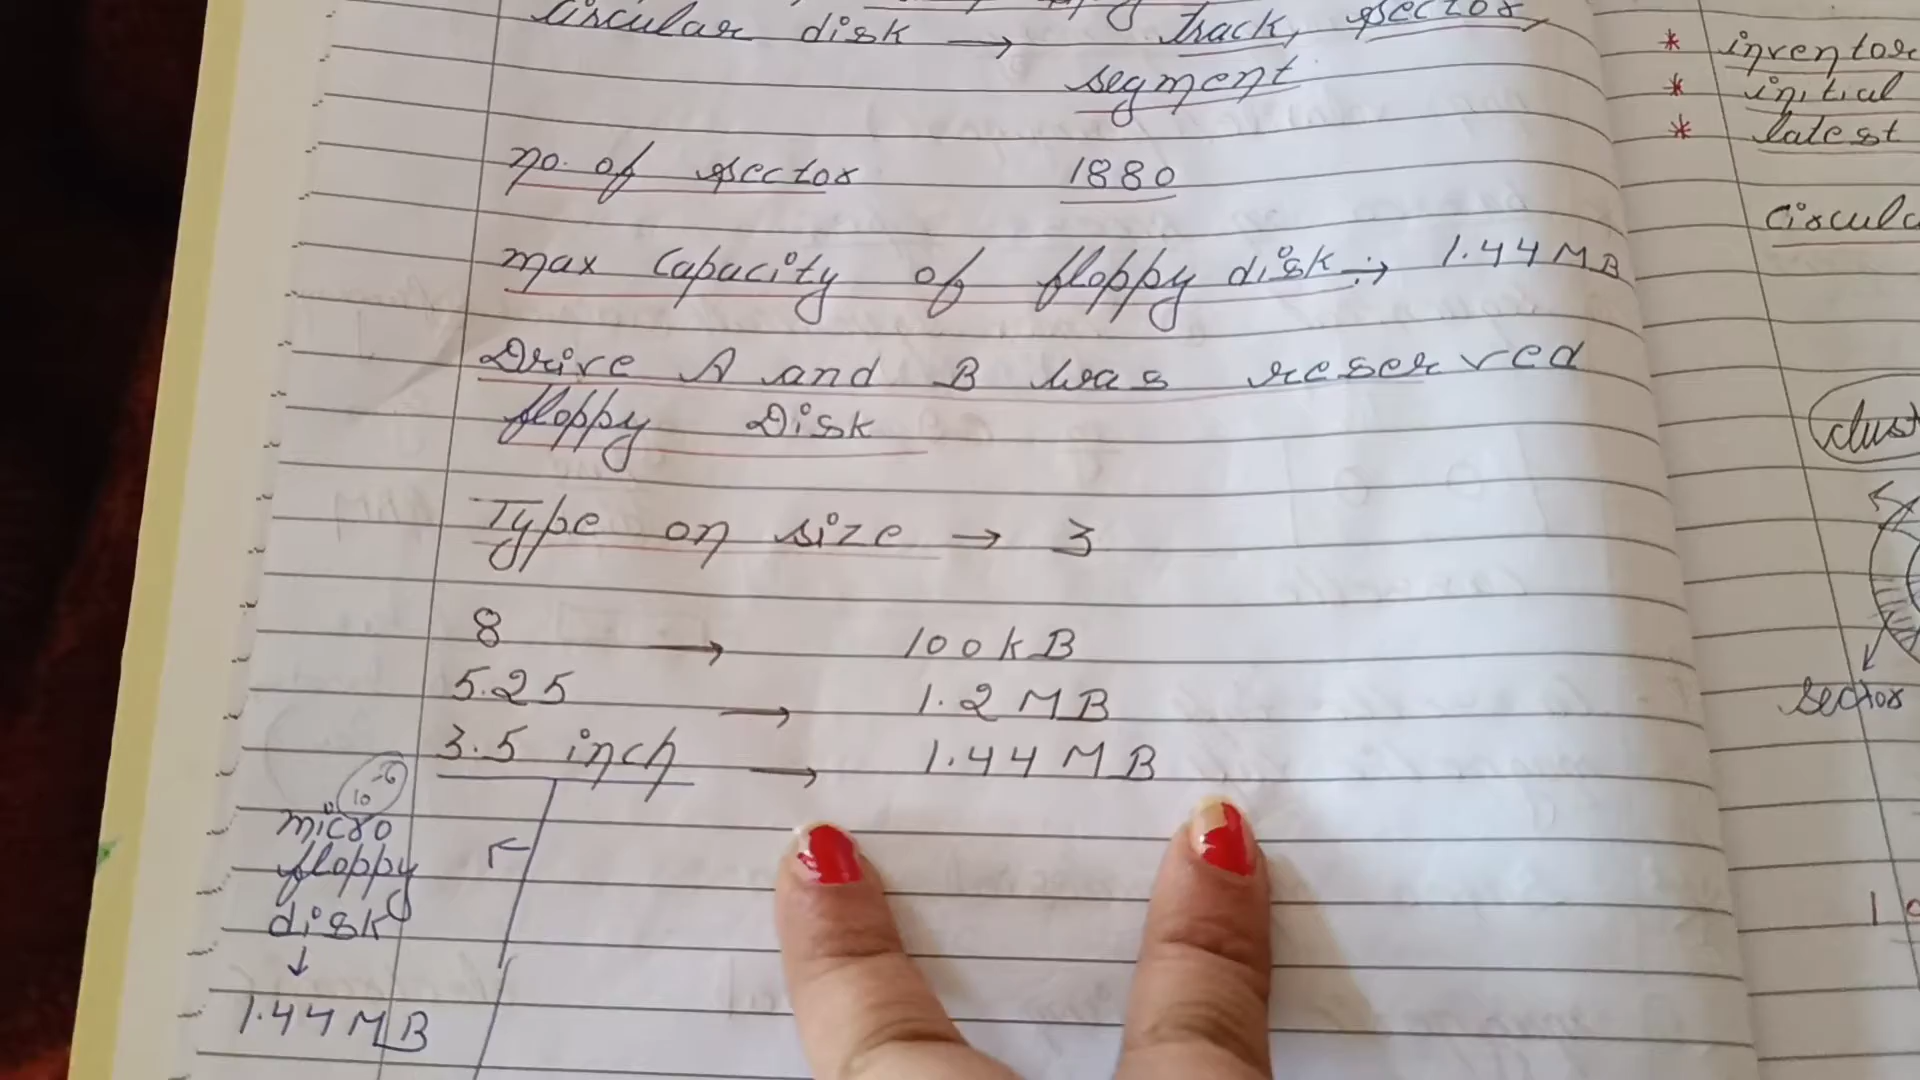 circular disk → track, sector,
segment
no. of sector 1880
max capacity of floppy disk :→ 1.44 MB
Drive A and B was reserved
floppy Disk
Type on size → 3
8 → 100 kB
5.25 → 1.2 MB
3.5 inch → 1.44 MB
10 -6
micro
floppy
disk
↓
1.44 MB
* inventor
* initial
* latest
circula
clust
sector
1